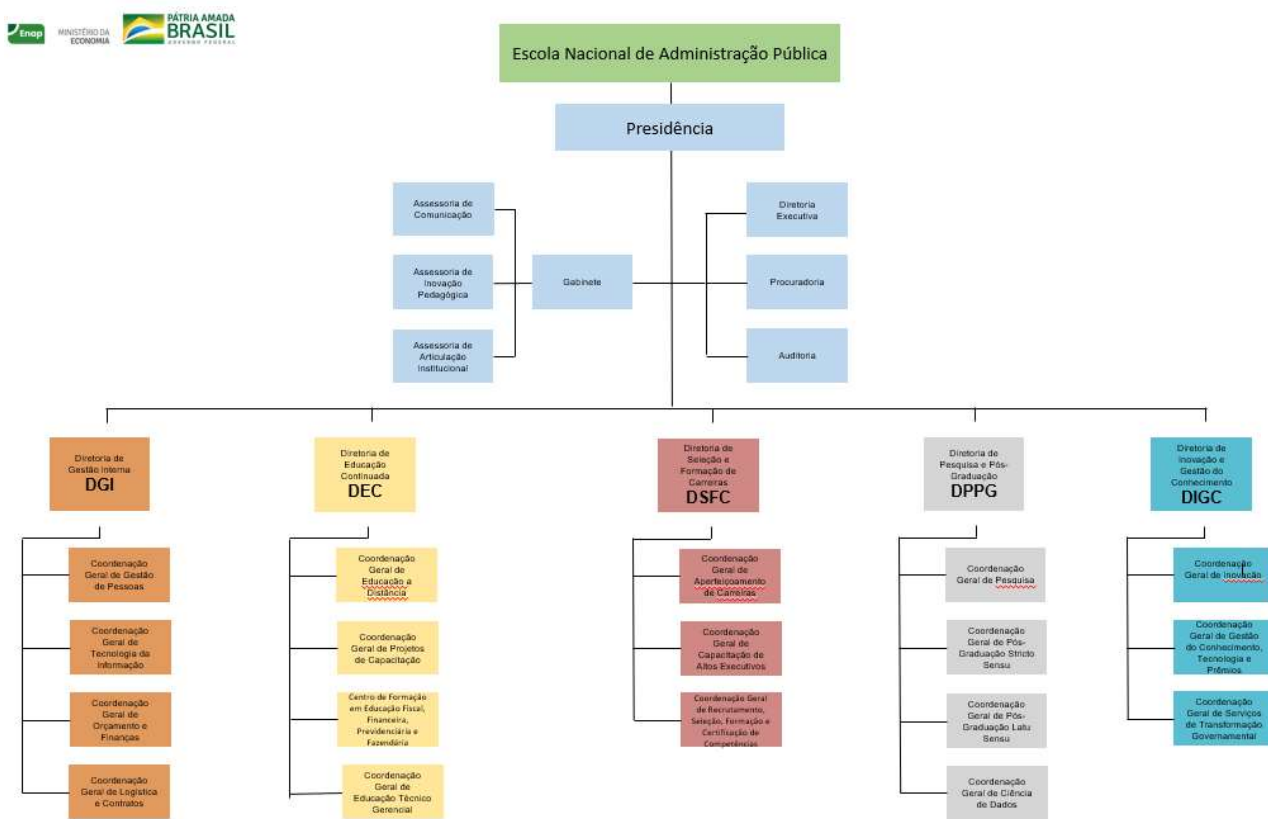 Enap
MINISTÉRIO DA
ECONOMIA
PÁTRIA AMADA
BRASIL
GOVERNO FEDERAL
Escola Nacional de Administração Pública
Presidência
Assessoria de
Comunicação
Diretoria
Executiva
Assessoria de
Inovação
Pedagógica
Gabinete
Procuradoria
Assessoria de
Articulação
Institucional
Auditoria
Diretoria de
Gestão Interna
DGI
Diretoria de
Educação
Continuada
DEC
Diretoria de
Seleção e
Formação de
Carreiras
DSFC
Diretoria de
Pesquisa e Pós-
Graduação
DPPG
Diretoria de
Inovação e
Gestão do
Conhecimento
DIGC
Coordenação
Geral de Gestão
de Pessoas
Coordenação
Geral de
Tecnologia da
Informação
Coordenação
Geral de
Orçamento e
Finanças
Coordenação
Geral de Logística
e Contratos
Coordenação
Geral de
Educação a
Distância
Coordenação
Geral de Projetos
de Capacitação
Centro de Formação
em Educação Fiscal,
Financeira,
Previdenciária e
Fazendária
Coordenação
Geral de
Educação Técnico
Gerencial
Coordenação
Geral de
Aperfeiçoamento
de Carreiras
Coordenação
Geral de
Capacitação de
Altos Executivos
Coordenação Geral
de Recrutamento,
Seleção, Formação e
Certificação de
Competências
Coordenação
Geral de Pesquisa
Coordenação
Geral de Pós-
Graduação Stricto
Sensu
Coordenação
Geral de Pós-
Graduação Latu
Sensu
Coordenação
Geral de Ciência
de Dados
Coordenação
Geral de Inovação
Coordenação
Geral de Gestão
do Conhecimento,
Tecnologia e
Prêmios
Coordenação
Geral de Serviços
de Transformação
Governamental